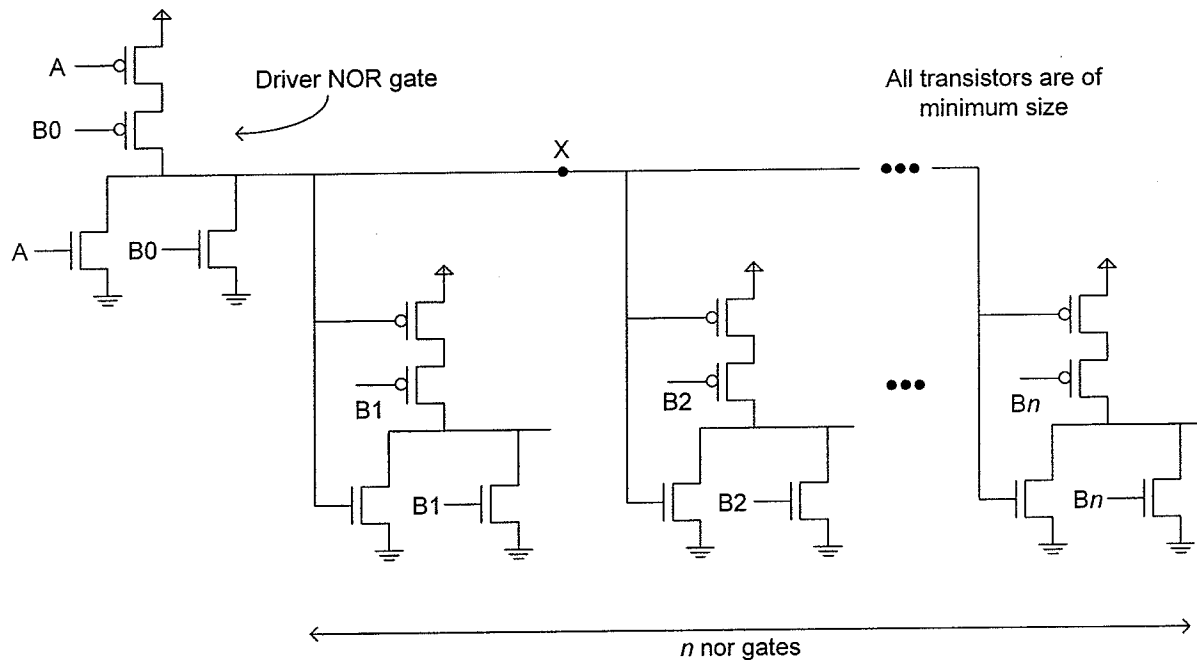 A
B0
Driver NOR gate
All transistors are of
minimum size
X
A
B0
B1
B2
Bn
B1
B2
Bn
n nor gates